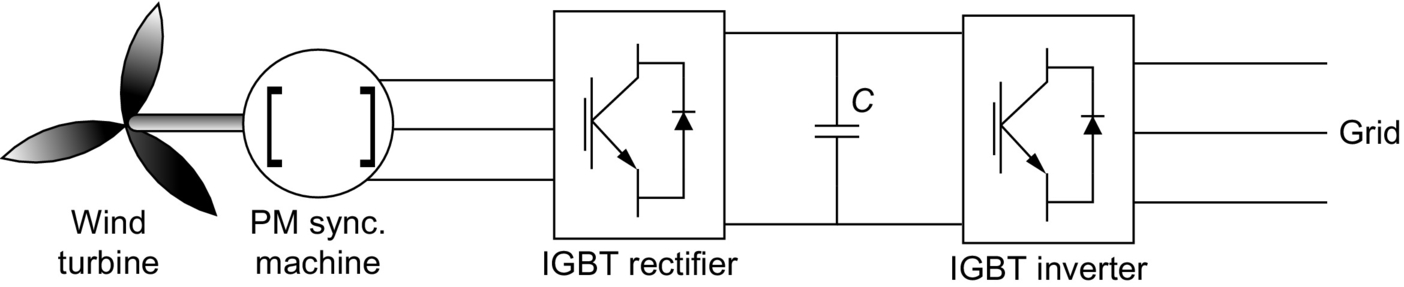 C
Grid
Wind
turbine
PM sync.
machine
IGBT rectifier
IGBT inverter